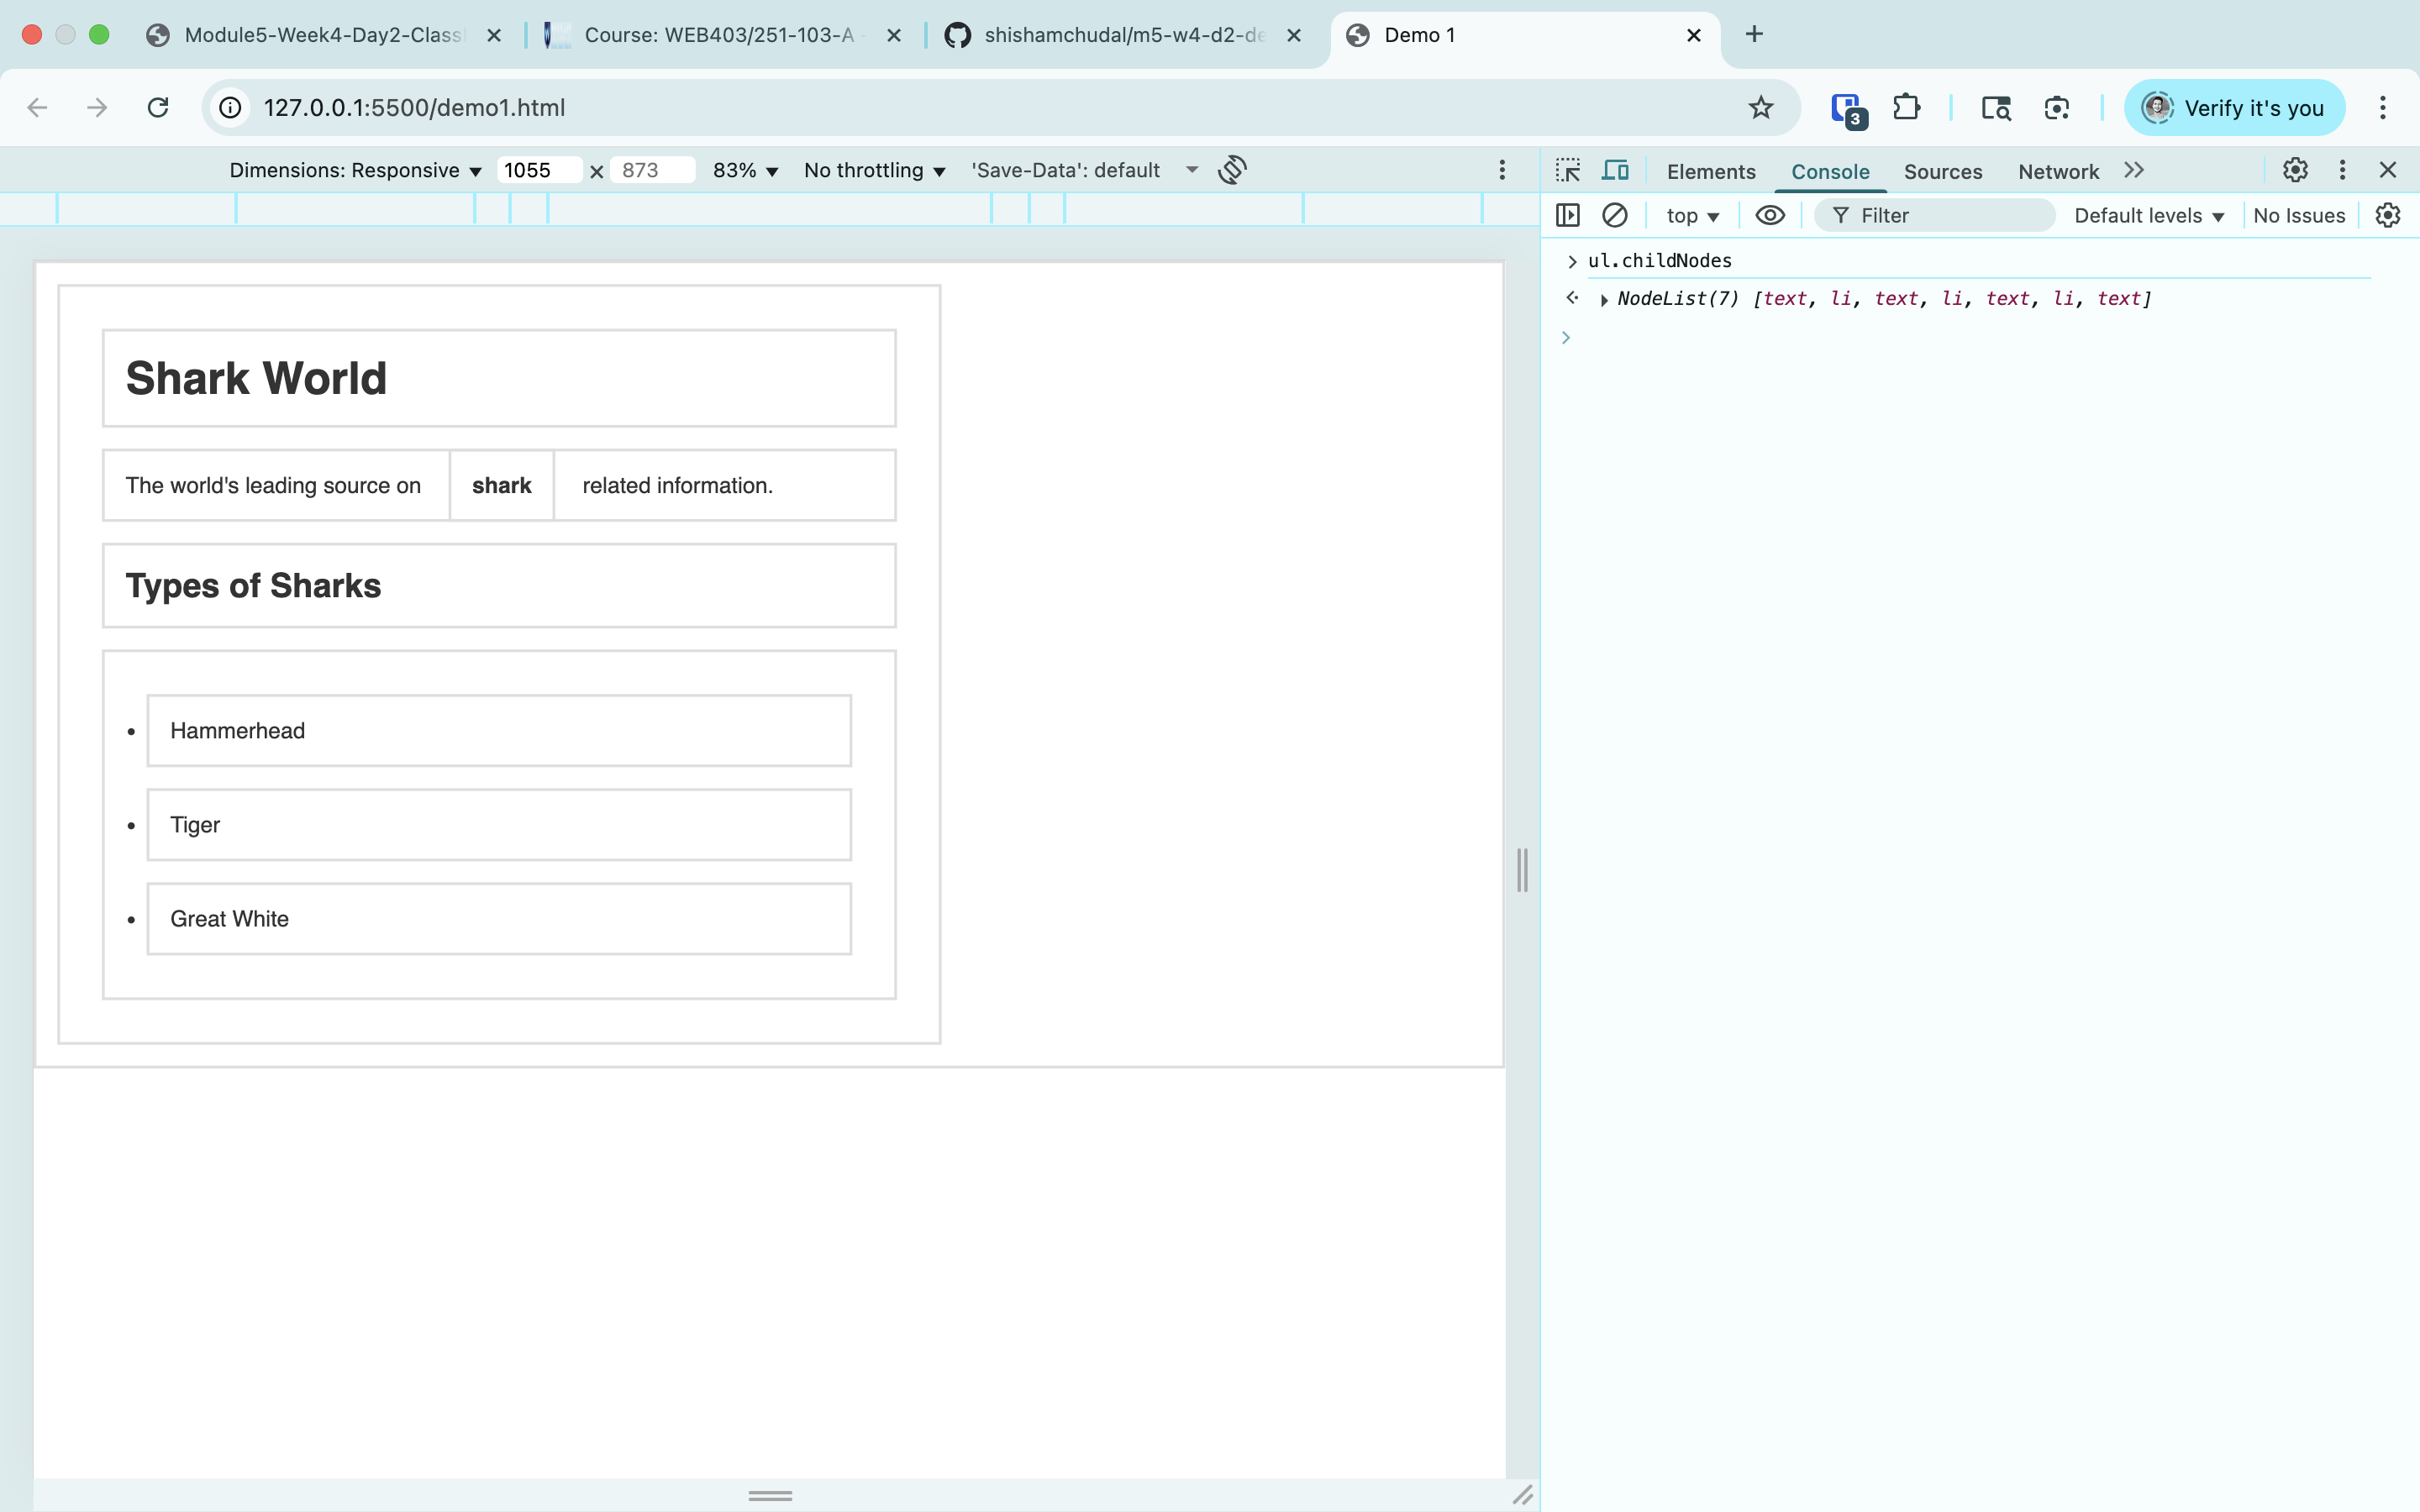 Module5-Week4-Day2-Class
Course: WEB403/251-103-A -
shishamchudal/m5-w4-d2-de
Demo 1
127.0.0.1:5500/demo1.html
3
Verify it's you
Dimensions: Responsive 1055 × 873 83% No throttling 'Save-Data': default
Elements Console Sources Network
top Filter Default levels No Issues
ul.childNodes
NodeList(7) [text, li, text, li, text, li, text]
Shark World
The world's leading source on shark related information.
Types of Sharks
• Hammerhead
• Tiger
• Great White